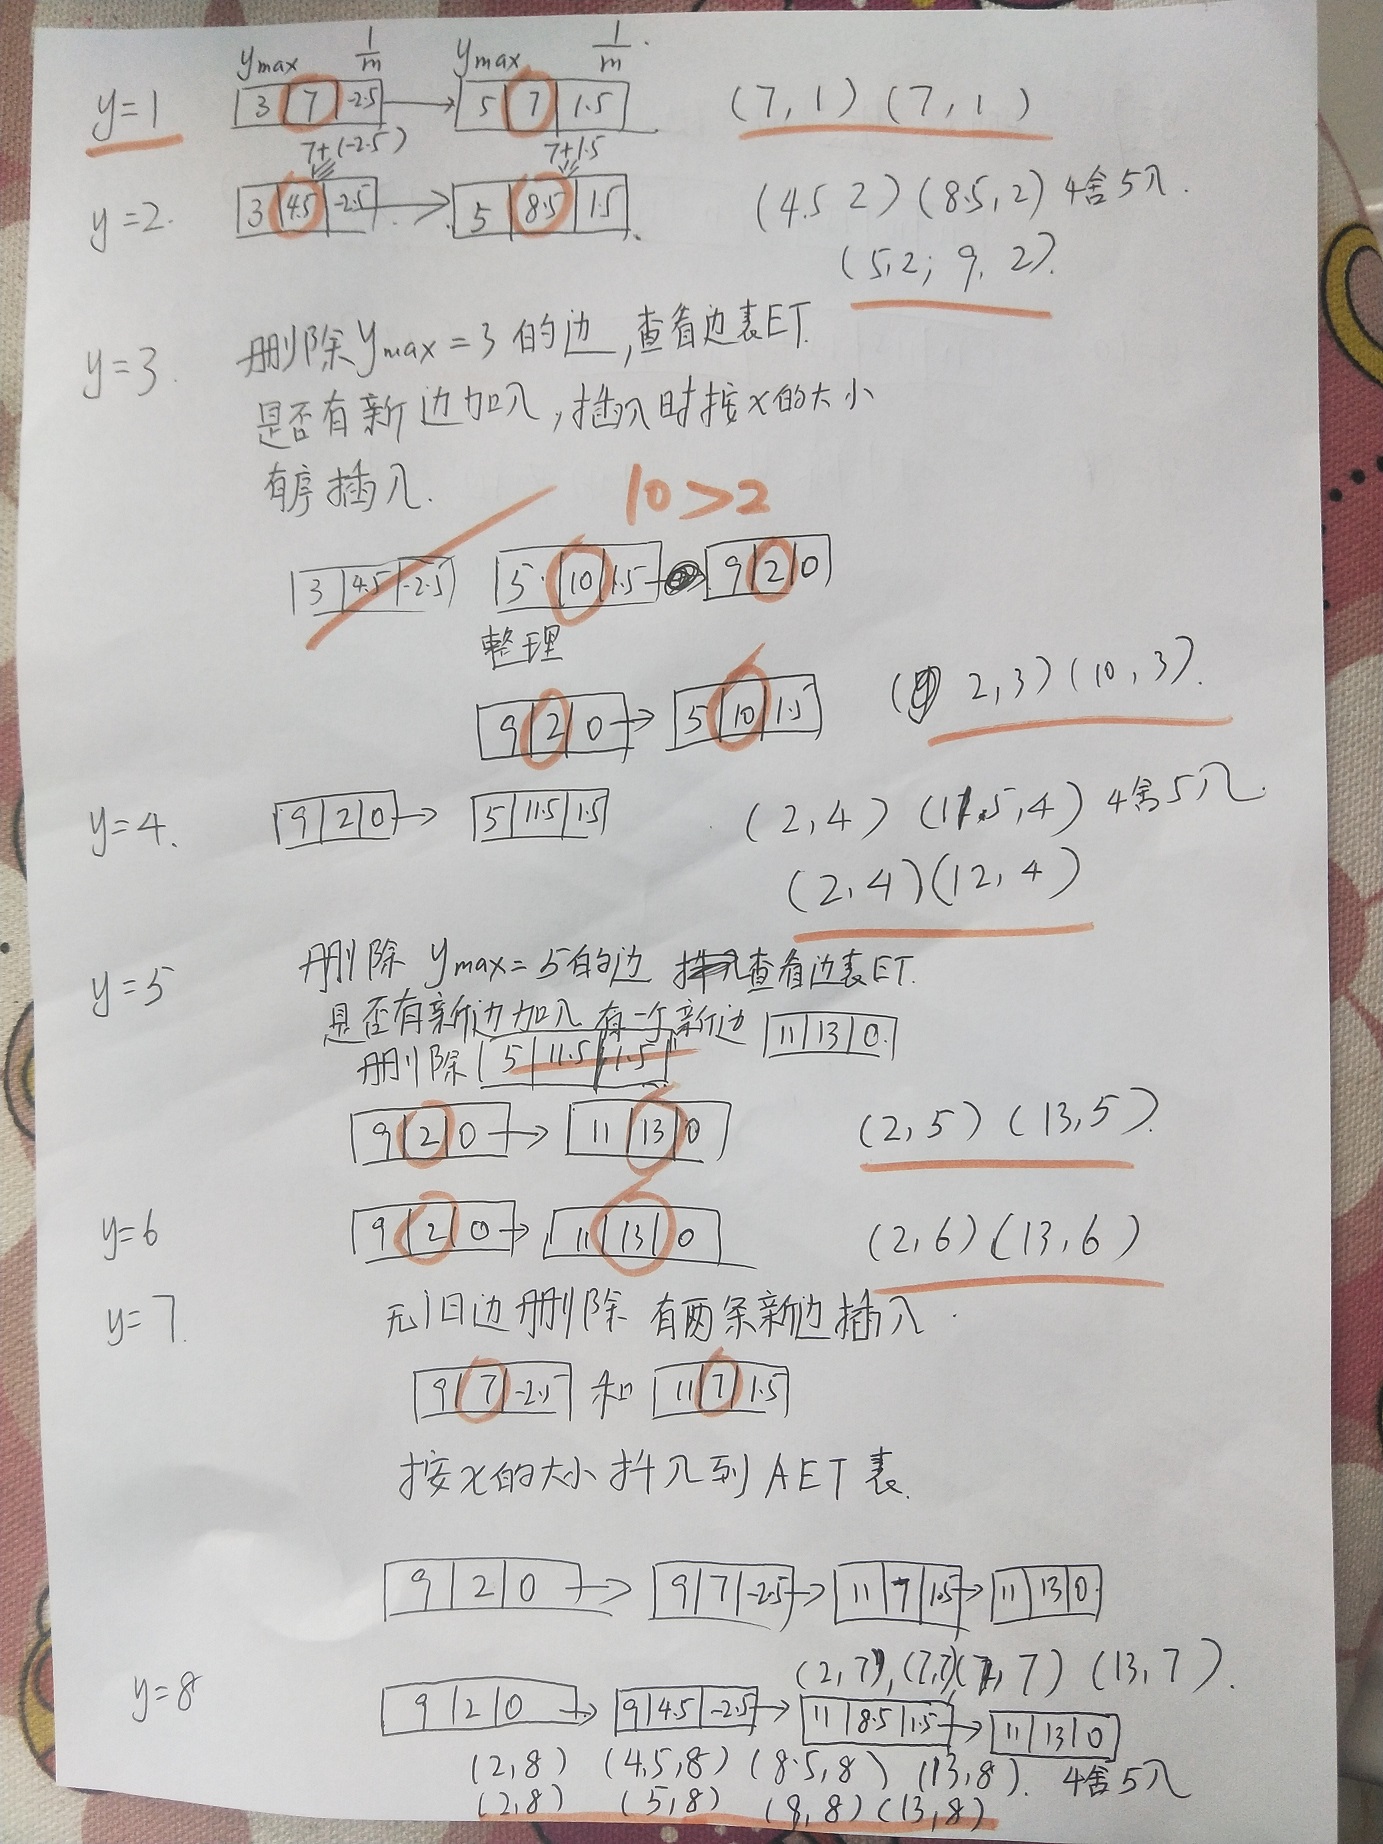 ymax 1/m ymax 1/m
y=1 3 7 -2.5 → 5 7 1.5 (7,1) (7,1)
7+(-2.5) 7+1.5
y=2. 3 4.5 -2.5 → 5 8.5 1.5 (4.5 2) (8.5,2) 4舍5入.
(5,2; 9, 2).
y=3. 删除ymax=3的边,查看边表ET.
是否有新边加入,插入时按x的大小
有序插入.
10>2
3 4.5 -2.5 5 10 1.5 → 9 2 0
整理
9 2 0 → 5 10 1.5 (2,3) (10,3).
y=4. 9 2 0 → 5 11.5 1.5 (2,4) (11.5,4) 4舍5入.
(2,4)(12,4)
y=5 删除 ymax=5的边 查看边表ET.
是否有新边加入 有一个新边 11 13 0.
删除 5 11.5 1.5
9 2 0 → 11 13 0 (2,5) (13,5).
y=6 9 2 0 → 11 13 0 (2,6)(13,6)
y=7. 无旧边删除 有两条新边插入.
9 7 -2.5 和 11 7 1.5
按x的大小插入到AET表.
9 2 0 → 9 7 -2.5 → 11 7 1.5 → 11 13 0.
(2,7),(7,7)(7,7) (13,7).
y=8 9 2 0 → 9 4.5 -2.5 → 11 8.5 1.5 → 11 13 0
(2,8) (4.5,8) (8.5,8) (13,8). 4舍5入
(2,8) (5,8) (9,8)(13,8)